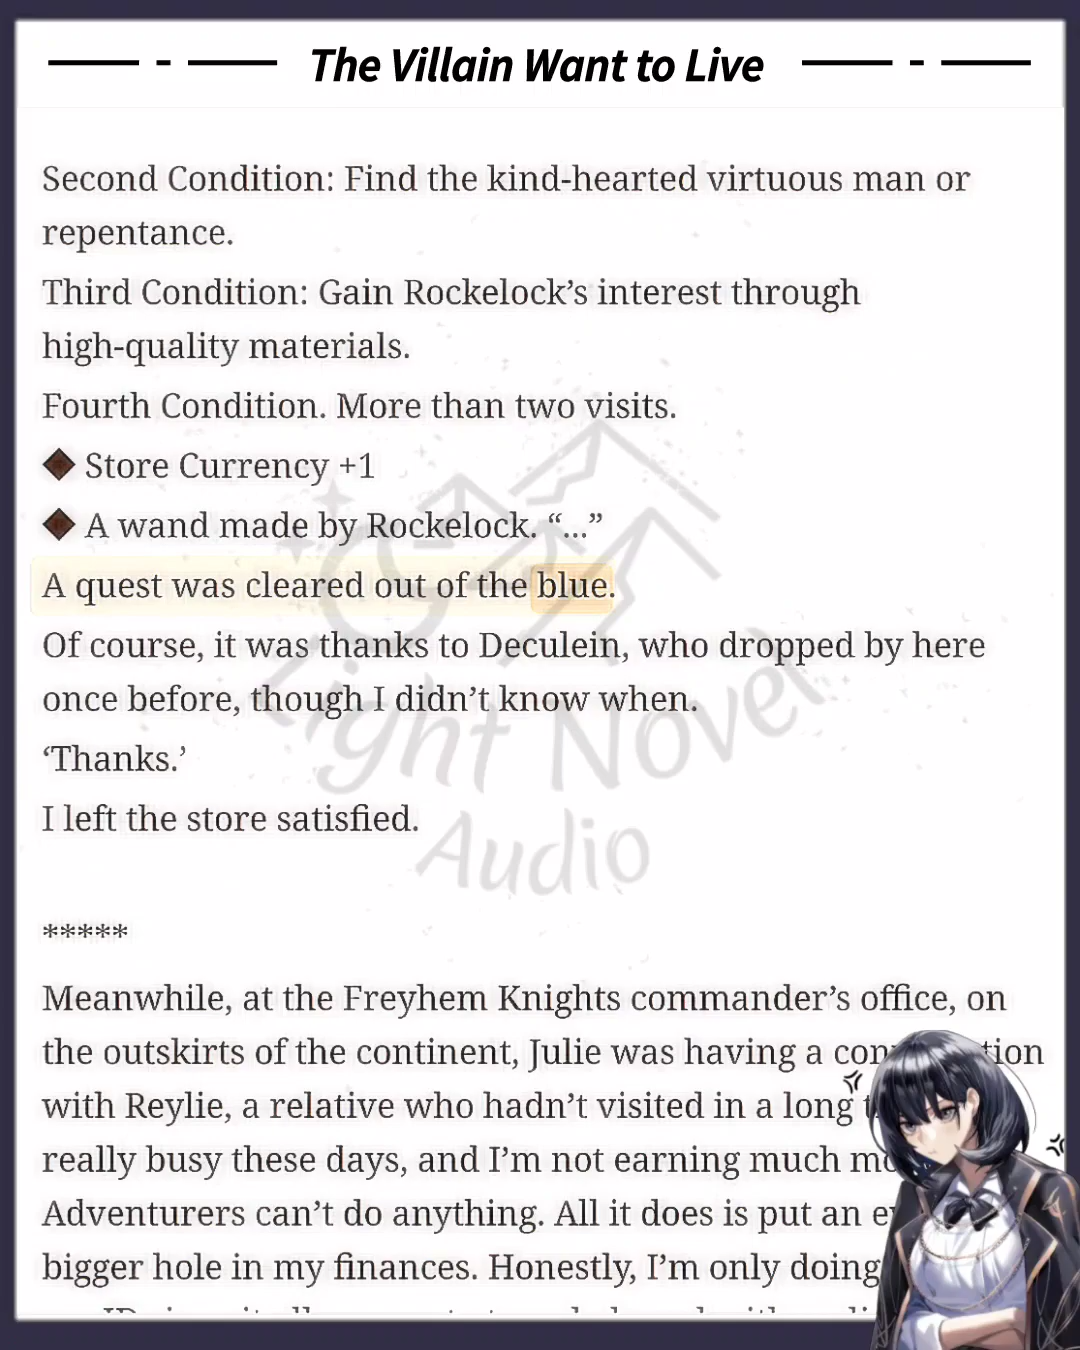 The Villain Want to Live
Second Condition: Find the kind-hearted virtuous man or
repentance.
Third Condition: Gain Rockelock’s interest through
high-quality materials.
Fourth Condition. More than two visits.
◆ Store Currency +1
◆ A wand made by Rockelock. “...”
A quest was cleared out of the blue.
Of course, it was thanks to Deculein, who dropped by here
once before, though I didn’t know when.
‘Thanks.’
I left the store satisfied.
Light Novel
Audio
*****
Meanwhile, at the Freyhem Knights commander’s office, on
the outskirts of the continent, Julie was having a
with Reylie, a relative who hadn’t visited in a long
really busy these days, and I’m not earning much
Adventurers can’t do anything. All it does is put an
bigger hole in my finances. Honestly, I’m only doing